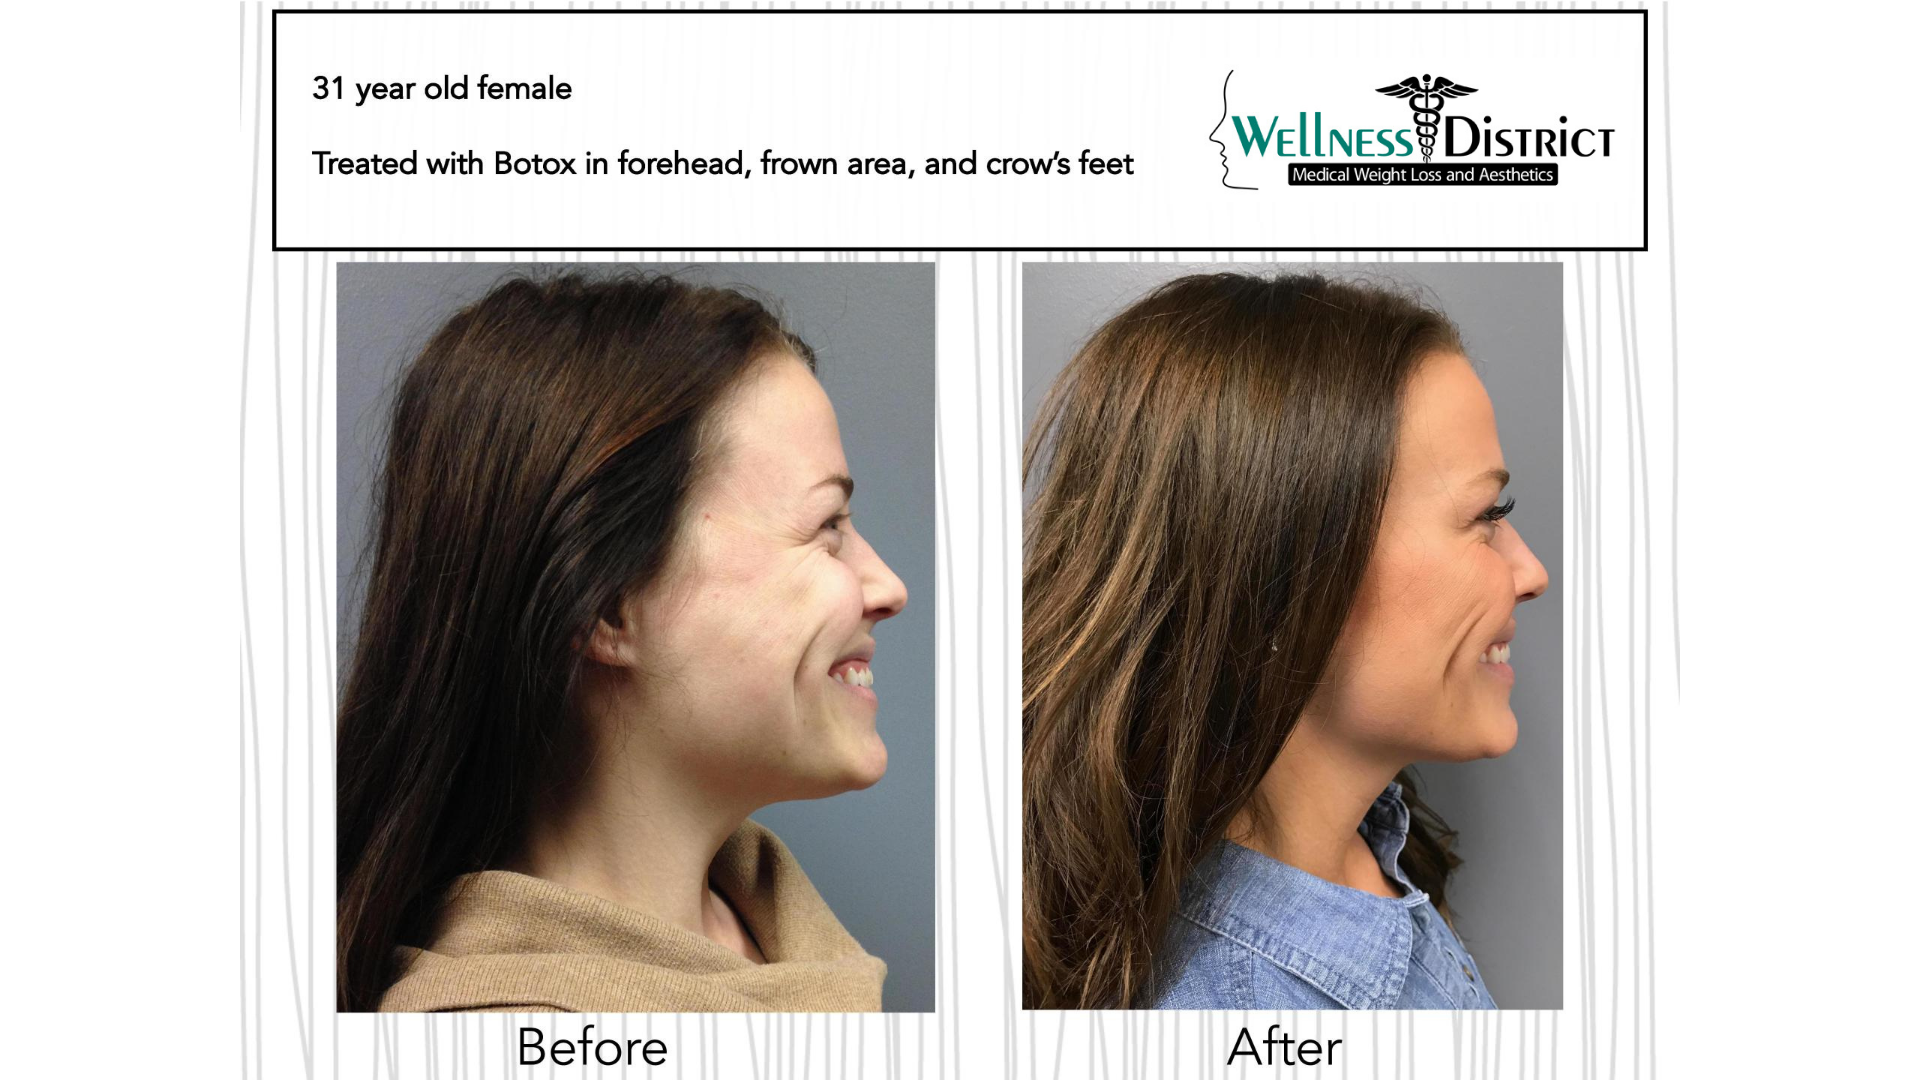 31 year old female
Treated with Botox in forehead, frown area, and crow's feet
Wellness District
Medical Weight Loss and Aesthetics
Before
After